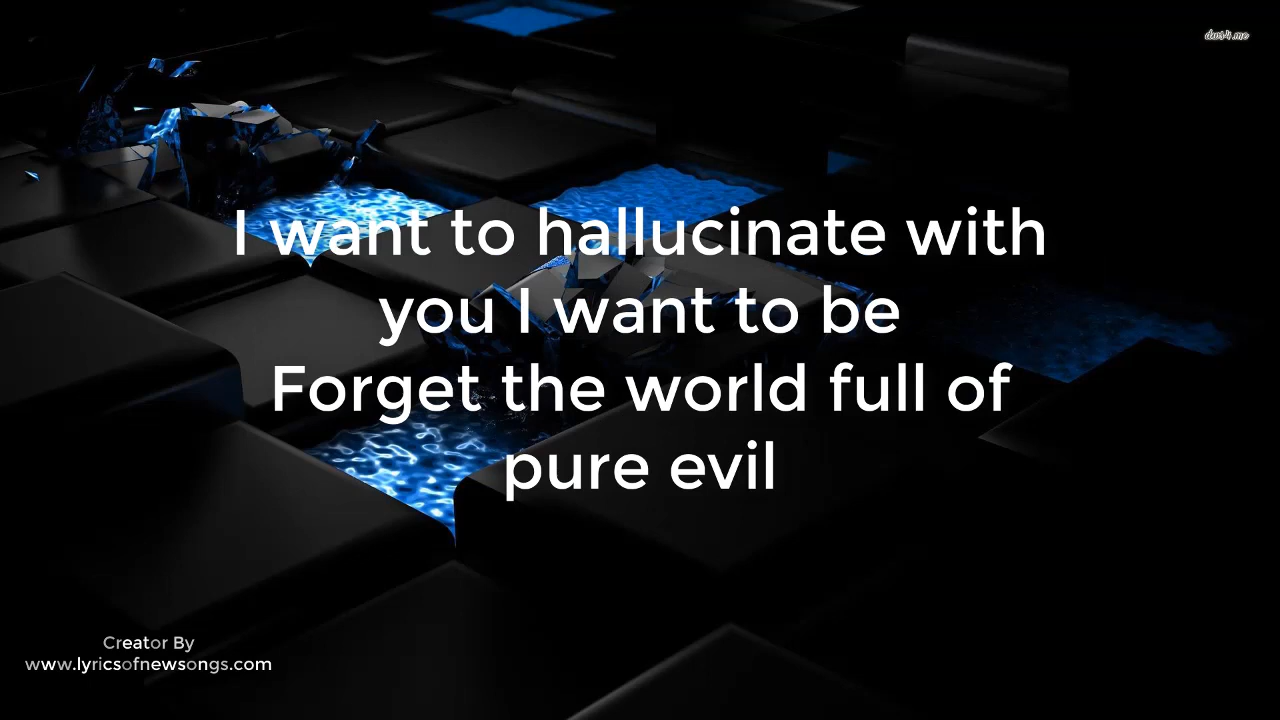 I want to hallucinate with
you I want to be
Forget the world full of
pure evil
Creator By
www.lyricsofnewsongs.com